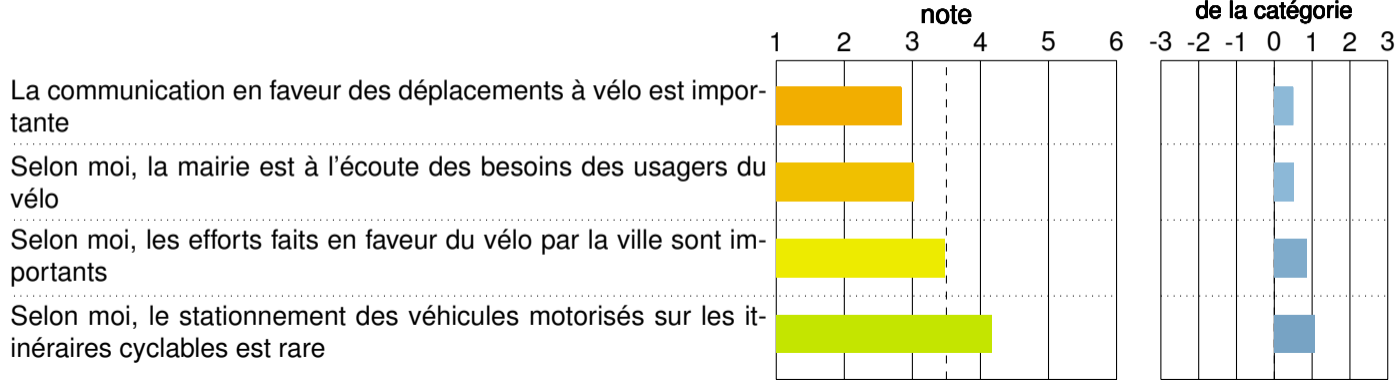 note
de la catégorie
1 2 3 4 5 6
-3 -2 -1 0 1 2 3
La communication en faveur des déplacements à vélo est impor-
tante
Selon moi, la mairie est à l'écoute des besoins des usagers du
vélo
Selon moi, les efforts faits en faveur du vélo par la ville sont im-
portants
Selon moi, le stationnement des véhicules motorisés sur les it-
inéraires cyclables est rare